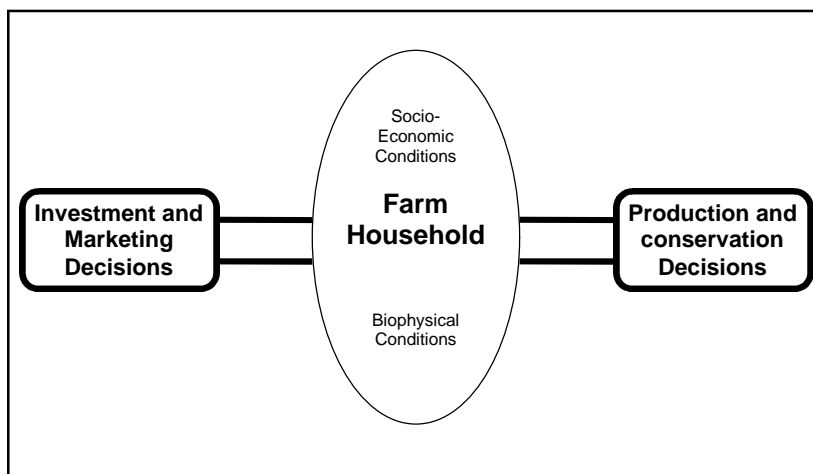 Socio-
Economic
Conditions
Farm
Household
Investment and
Marketing
Decisions
Production and
conservation
Decisions
Biophysical
Conditions